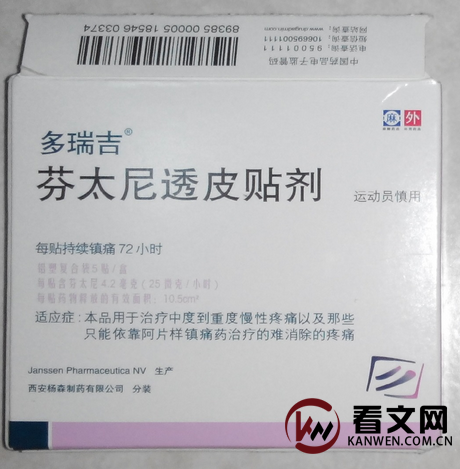 89385 00005 18546 03374
中国药品电子监管码
电话查询：95001111
短信查询：106695001111
网站查询：www.drugadmin.com
麻
外
多瑞吉®
芬太尼透皮贴剂
运动员慎用
每贴持续镇痛 72 小时
每贴含芬太尼4.2毫克（25微克/小时）
每贴药物释放的有效面积：10.5cm²
适应症：本品用于治疗中度到重度慢性疼痛以及那些
只能依靠阿片样镇痛药治疗的难消除的疼痛
Janssen Pharmaceutica NV 生产
西安杨森制药有限公司 分装
KW
看文网
KANWEN.COM.CN